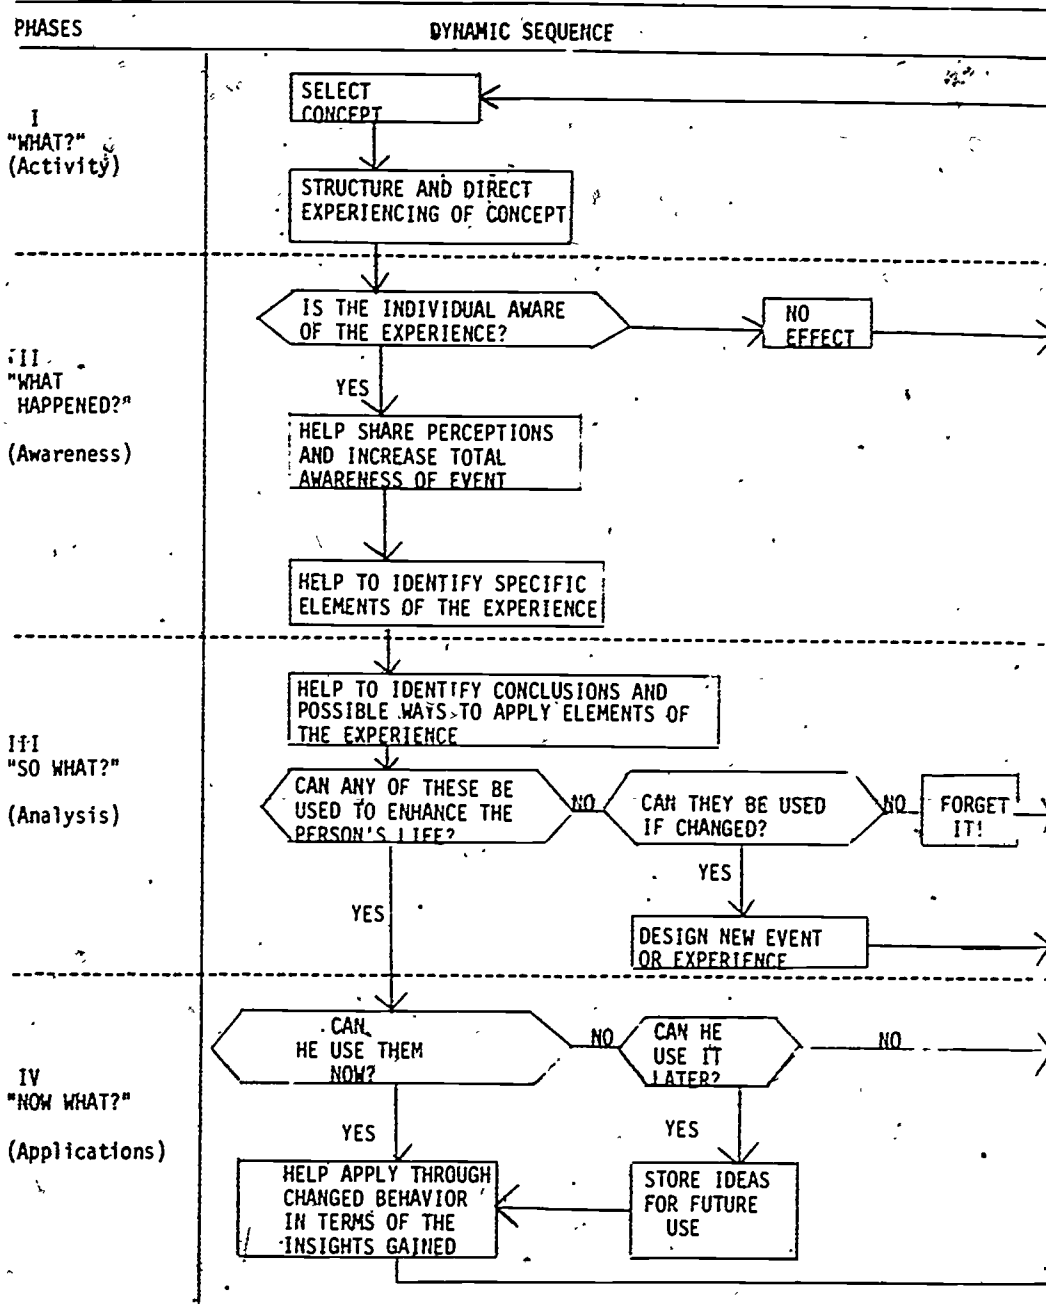 PHASES
DYNAMIC SEQUENCE
I
"WHAT?"
(Activity)
SELECT
CONCEPT
STRUCTURE AND DIRECT
EXPERIENCING OF CONCEPT
II
"WHAT
HAPPENED?"
(Awareness)
IS THE INDIVIDUAL AWARE
OF THE EXPERIENCE?
NO
EFFECT
YES
HELP SHARE PERCEPTIONS
AND INCREASE TOTAL
AWARENESS OF EVENT
HELP TO IDENTIFY SPECIFIC
ELEMENTS OF THE EXPERIENCE
III
"SO WHAT?"
(Analysis)
HELP TO IDENTIFY CONCLUSIONS AND
POSSIBLE WAYS TO APPLY ELEMENTS OF
THE EXPERIENCE
CAN ANY OF THESE BE
USED TO ENHANCE THE
PERSON'S LIFE?
NO
CAN THEY BE USED
IF CHANGED?
NO
FORGET
IT!
YES
YES
DESIGN NEW EVENT
OR EXPERIENCE
IV
"NOW WHAT?"
(Applications)
CAN
HE USE THEM
NOW?
NO
CAN HE
USE IT
LATER?
NO
YES
YES
HELP APPLY THROUGH
CHANGED BEHAVIOR
IN TERMS OF THE
INSIGHTS GAINED
STORE IDEAS
FOR FUTURE
USE